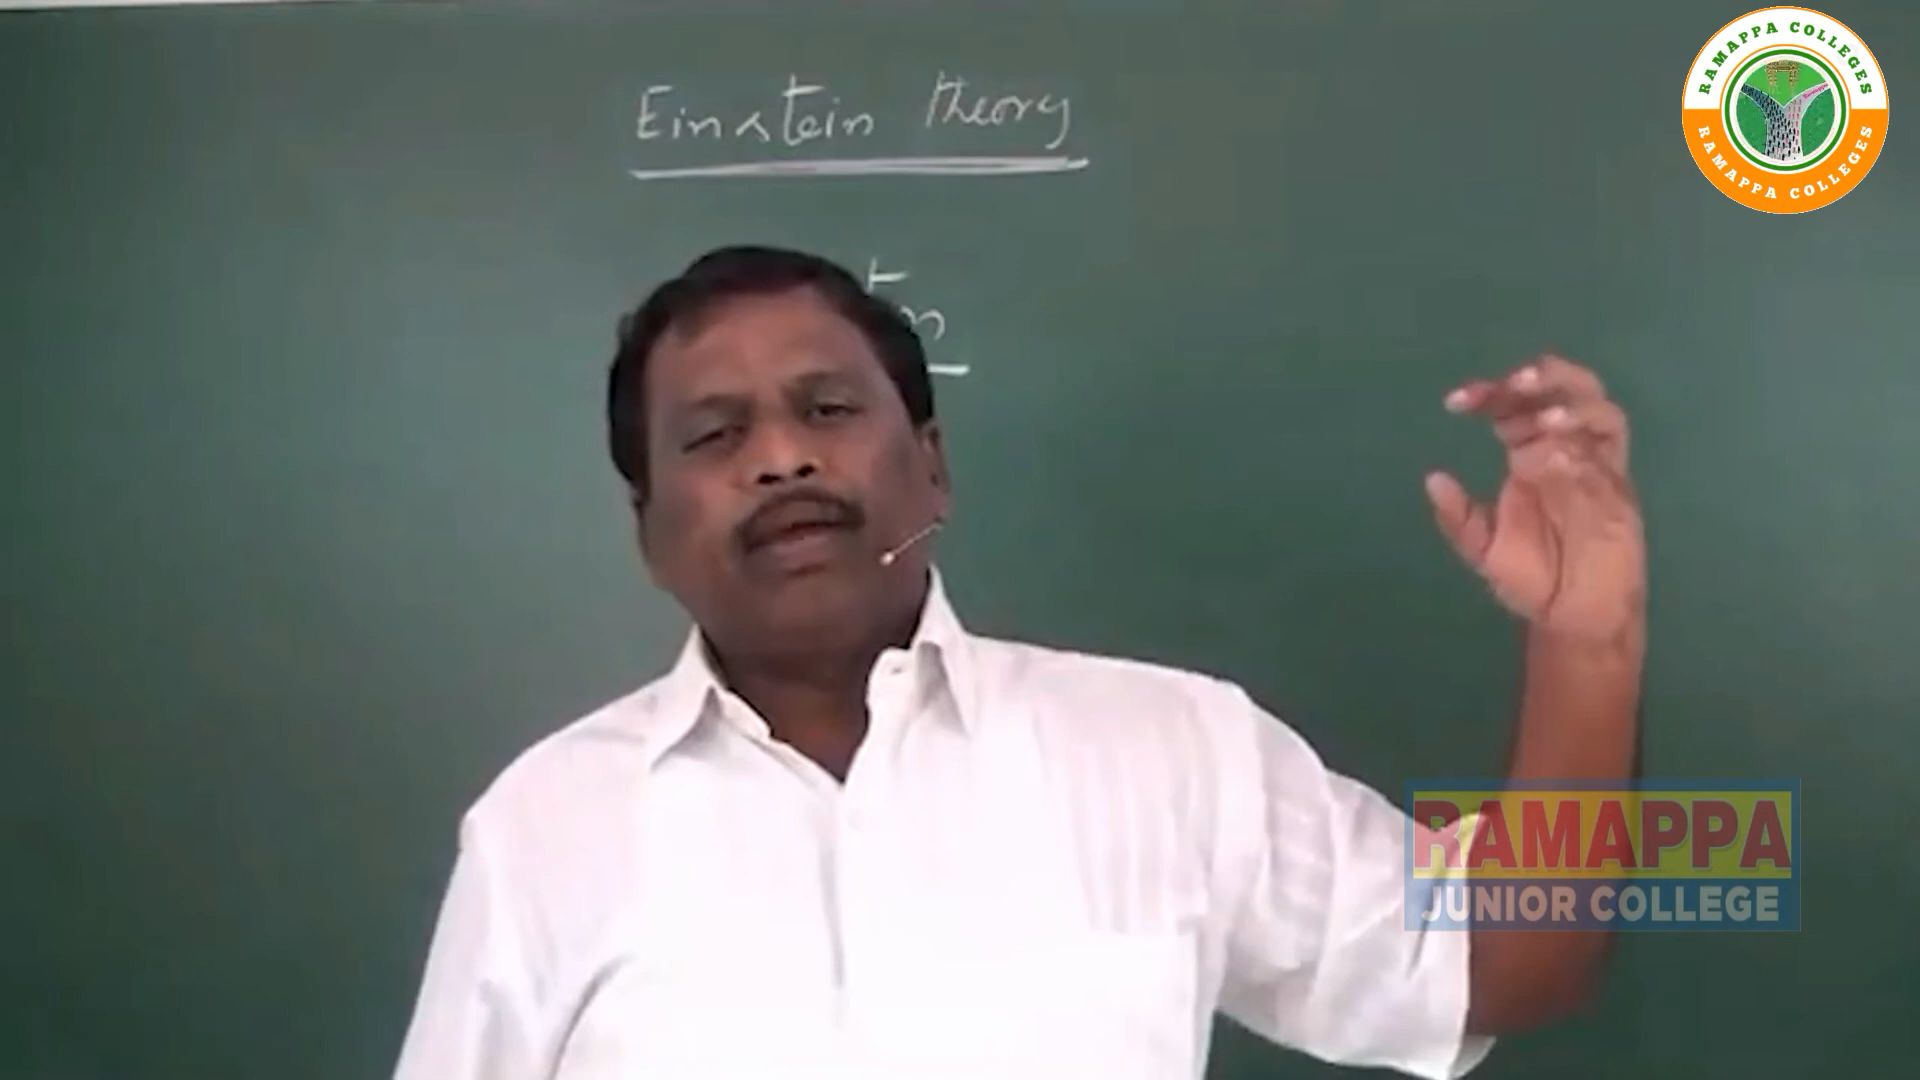 Einstein theory
RAMAPPA COLLEGES
RAMAPPA COLLEGES
RAMAPPA
JUNIOR COLLEGE